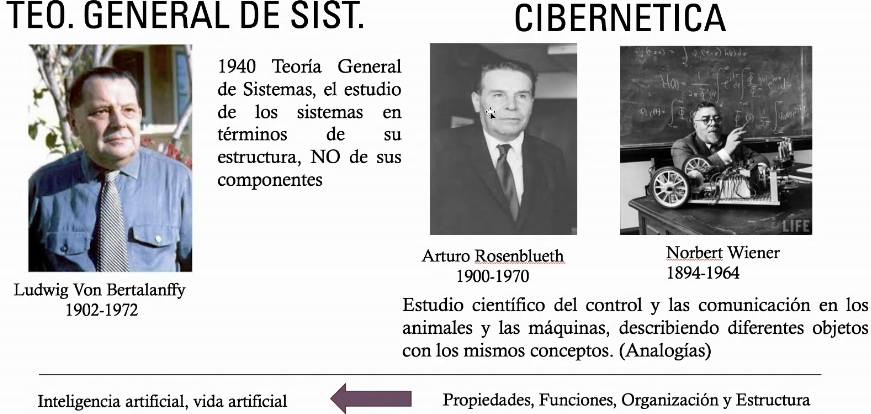 TEO. GENERAL DE SIST.
1940 Teoría General
de Sistemas, el estudio
de los sistemas en
términos de su
estructura, NO de sus
componentes
Ludwig Von Bertalanffy
1902-1972
CIBERNETICA
LIFE
Arturo Rosenblueth
1900-1970
Norbert Wiener
1894-1964
Estudio científico del control y las comunicación en los
animales y las máquinas, describiendo diferentes objetos
con los mismos conceptos. (Analogías)
Inteligencia artificial, vida artificial
Propiedades, Funciones, Organización y Estructura